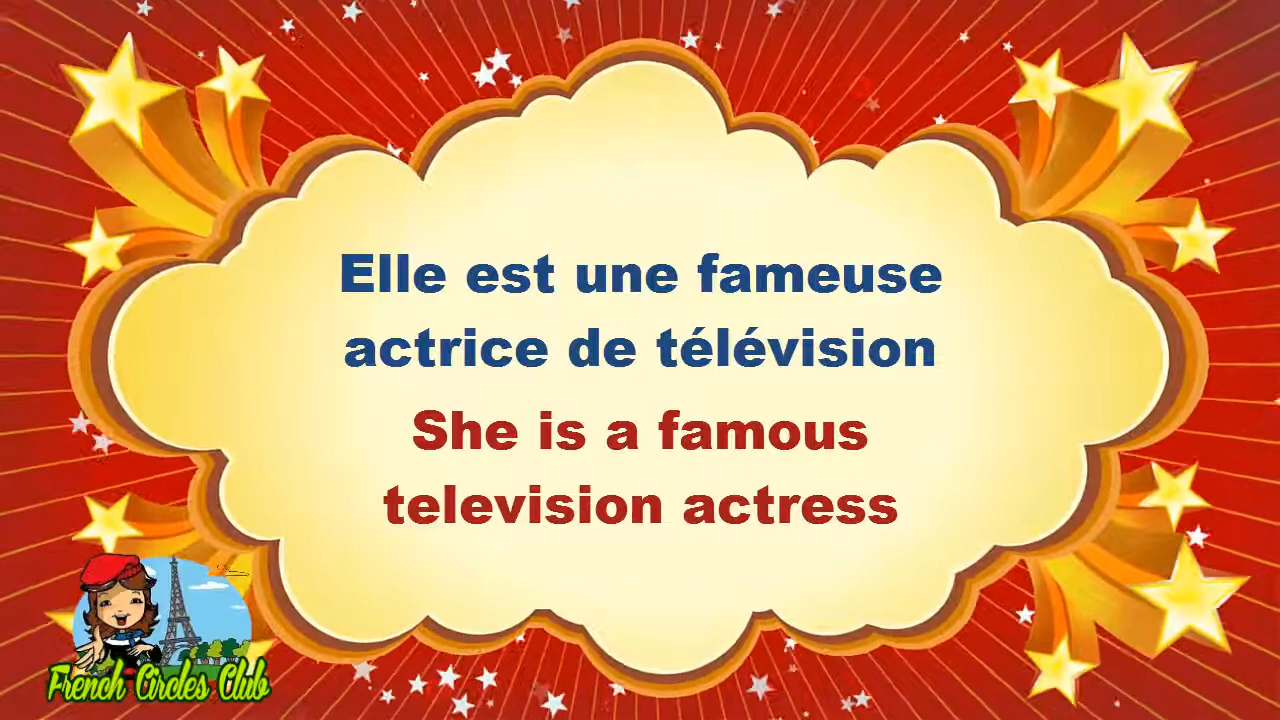 Elle est une fameuse
actrice de télévision
She is a famous
television actress
French Circles Club